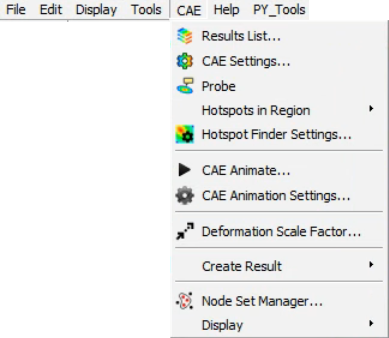 File Edit Display Tools CAE Help PY_Tools
Results List...
CAE Settings...
Probe
Hotspots in Region
Hotspot Finder Settings...
CAE Animate...
CAE Animation Settings...
Deformation Scale Factor...
Create Result
Node Set Manager...
Display